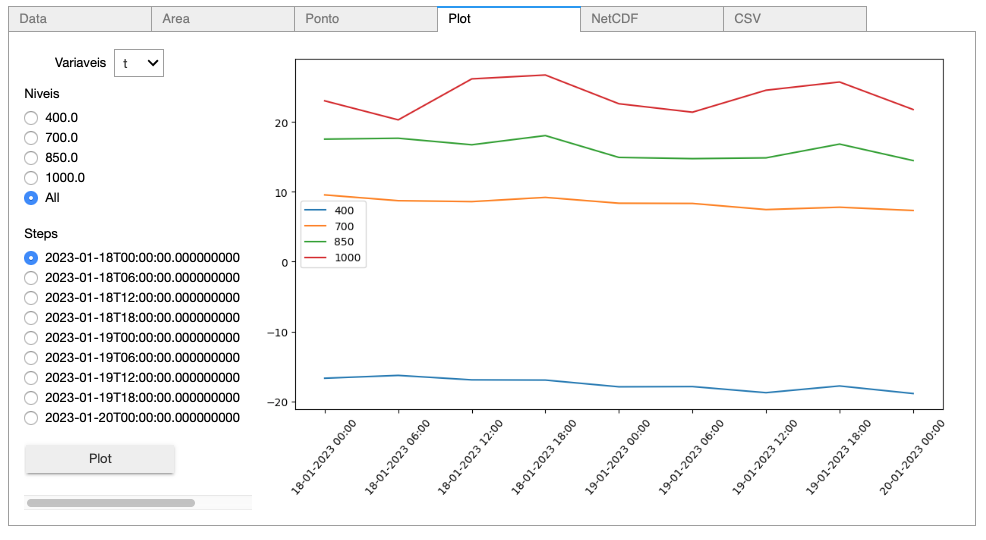 Data Area Ponto Plot NetCDF CSV
Variaveis t
Niveis
400.0
700.0
850.0
1000.0
All
Steps
2023-01-18T00:00:00.000000000
2023-01-18T06:00:00.000000000
2023-01-18T12:00:00.000000000
2023-01-18T18:00:00.000000000
2023-01-19T00:00:00.000000000
2023-01-19T06:00:00.000000000
2023-01-19T12:00:00.000000000
2023-01-19T18:00:00.000000000
2023-01-20T00:00:00.000000000
Plot
20
10
0
−10
−20
400
700
850
1000
18-01-2023 00:00
18-01-2023 06:00
18-01-2023 12:00
18-01-2023 18:00
19-01-2023 00:00
19-01-2023 06:00
19-01-2023 12:00
19-01-2023 18:00
20-01-2023 00:00